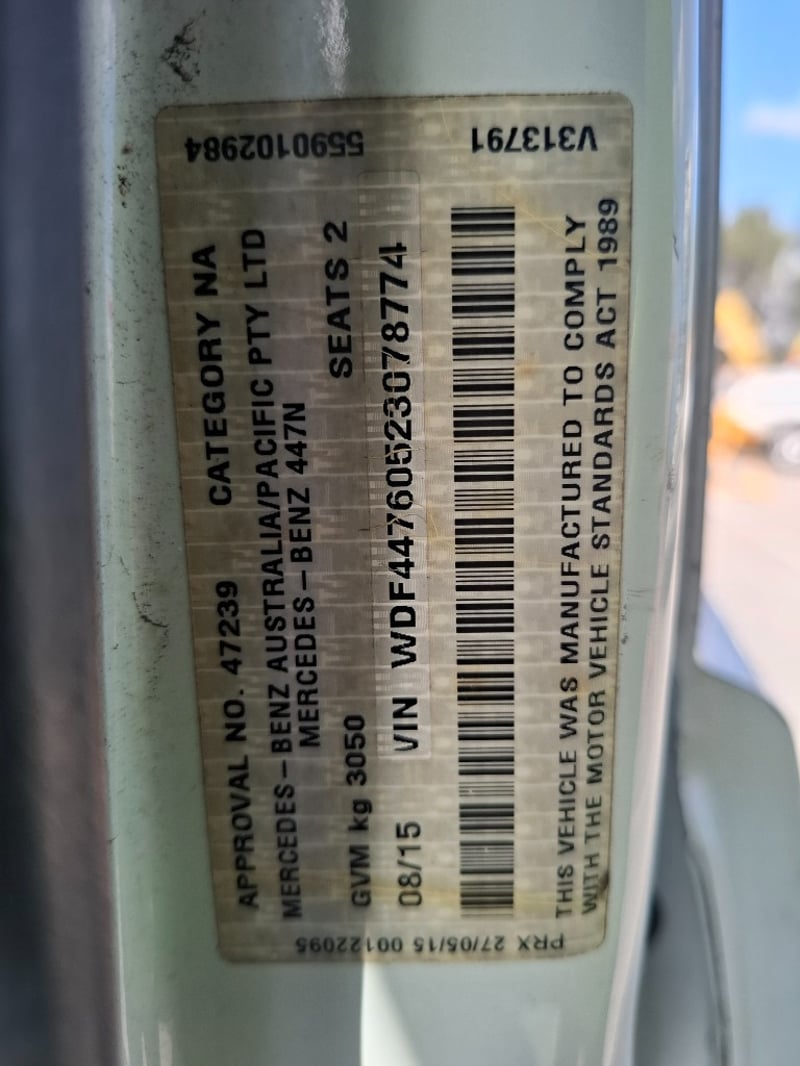 APPROVAL NO. 47239 CATEGORY NA
MERCEDES-BENZ AUSTRALIA/PACIFIC PTY LTD
MERCEDES-BENZ 447N
GVM kg 3050 SEATS 2
08/15 VIN WDF44760523078774
THIS VEHICLE WAS MANUFACTURED TO COMPLY
WITH THE MOTOR VEHICLE STANDARDS ACT 1989
5590102984 V313791
PRX 27/05/15 00122095